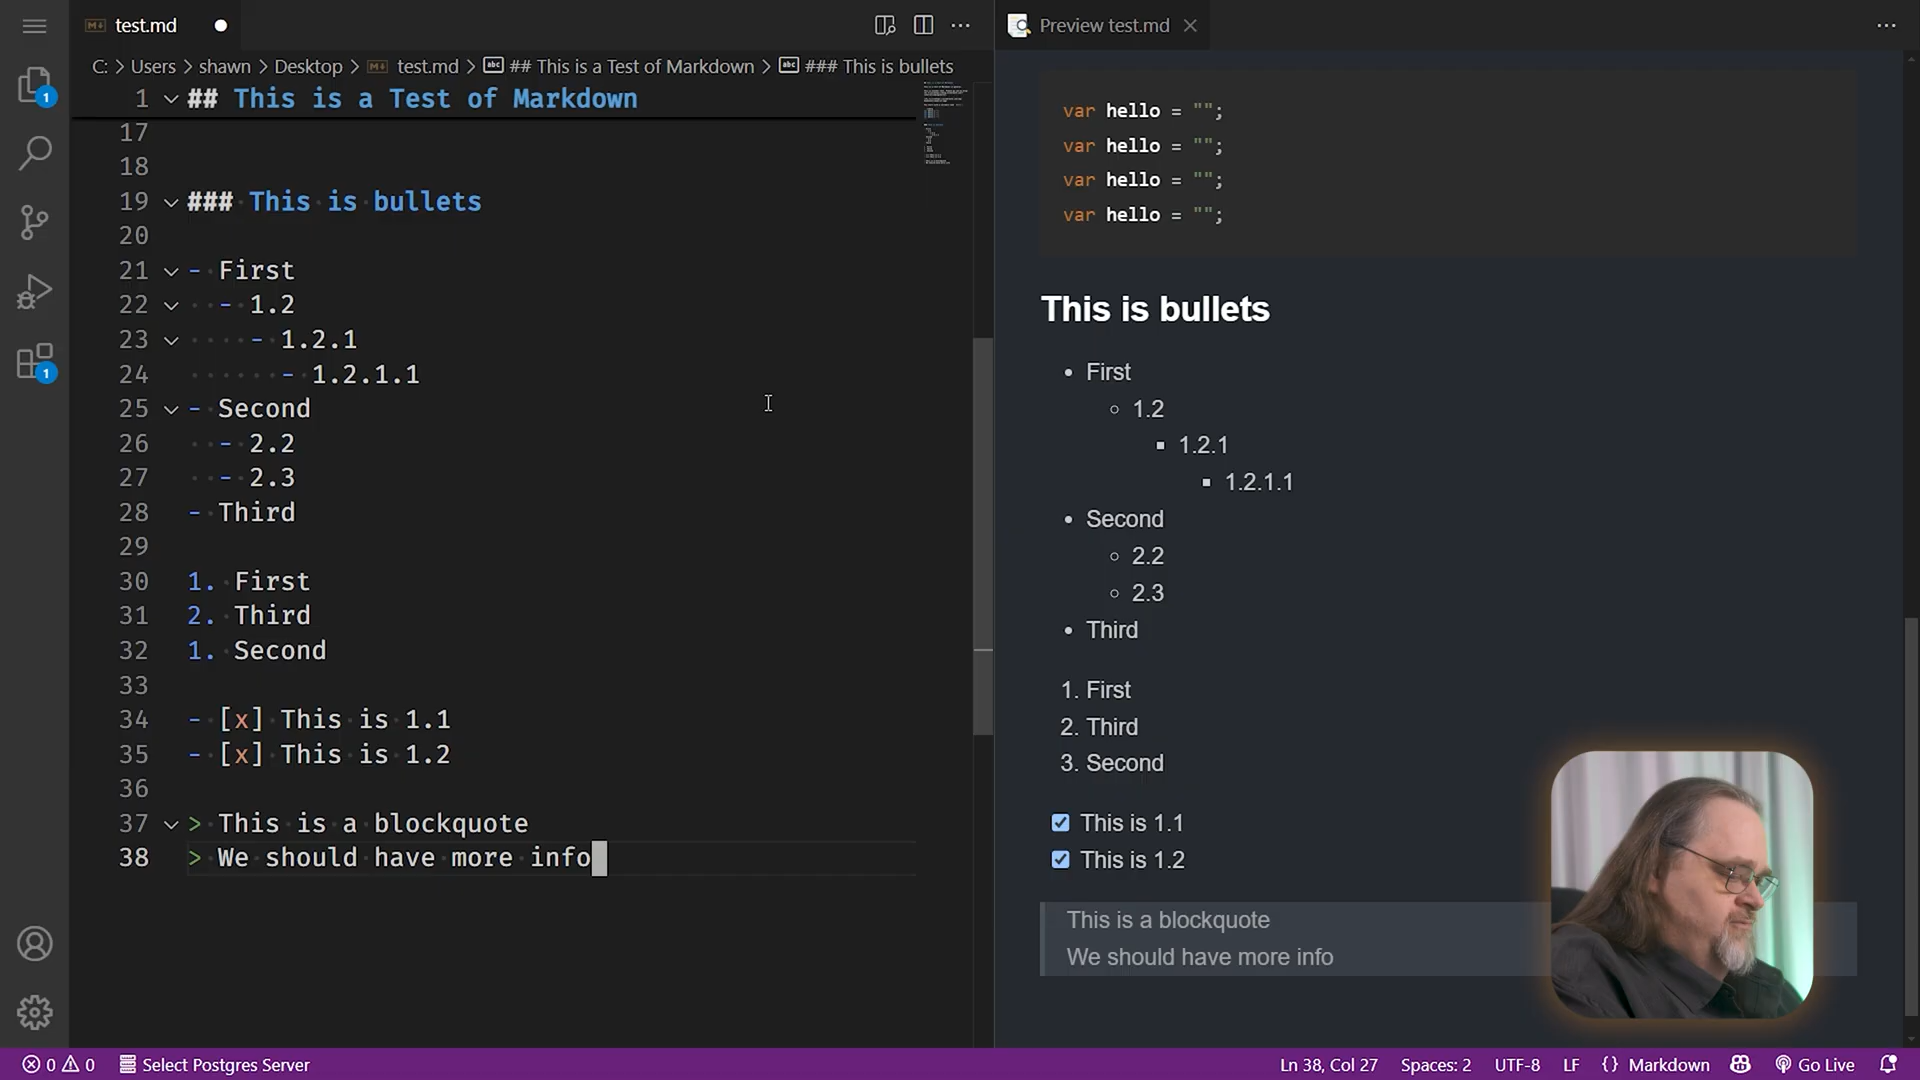 test.md
Preview test.md
C: > Users > shawn > Desktop > test.md > ## This is a Test of Markdown > ### This is bullets
1 ## This is a Test of Markdown
17
18
19 ### This is bullets
20
21 - First
22 - 1.2
23 - 1.2.1
24 - 1.2.1.1
25 - Second
26 - 2.2
27 - 2.3
28 - Third
29
30 1. First
31 2. Third
32 1. Second
33
34 - [x] This is 1.1
35 - [x] This is 1.2
36
37 > This is a blockquote
38 > We should have more info
1
1
var hello = "";
var hello = "";
var hello = "";
var hello = "";
This is bullets
• First
1.2
1.2.1
1.2.1.1
• Second
2.2
2.3
• Third
1. First
2. Third
3. Second
This is 1.1
This is 1.2
This is a blockquote
We should have more info
0 0 Select Postgres Server
Ln 38, Col 27 Spaces: 2 UTF-8 LF {} Markdown Go Live